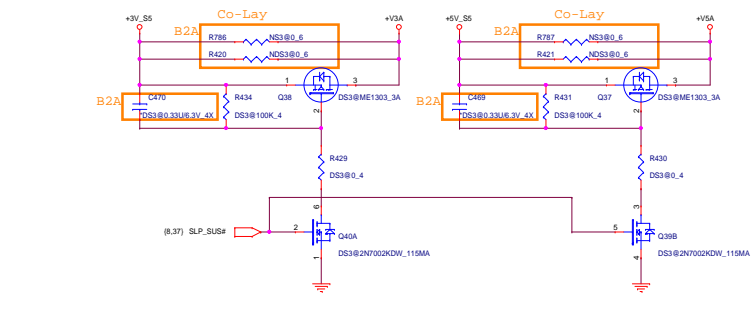 Co-Lay
+3V_S5
+V3A
B2A
R786
NS3@0_6
R420
NDS3@0_6
1
3
Q38
DS3@ME1303_3A
2
B2A
C470
DS3@0.33U/6.3V_4X
R434
DS3@100K_4
R429
DS3@0_4
6
(8,37) SLP_SUS#
2
Q40A
DS3@2N7002KDW_115MA
1
Co-Lay
+5V_S5
+V5A
B2A
R787
NS3@0_6
R421
NDS3@0_6
1
3
Q37
DS3@ME1303_3A
2
B2A
C469
DS3@0.33U/6.3V_4X
R431
DS3@100K_4
R430
DS3@0_4
3
5
Q39B
DS3@2N7002KDW_115MA
4